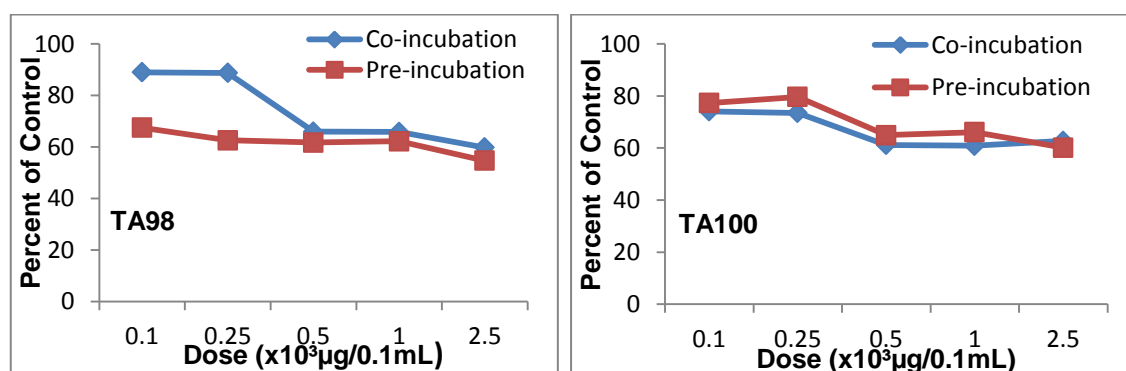 Percent of Control
100
80
60
40
20
0
Co-incubation
Pre-incubation
TA98
0.1 0.25 0.5 1 2.5
Dose (x10³µg/0.1mL)
Percent of Control
100
80
60
40
20
0
Co-incubation
Pre-incubation
TA100
0.1 0.25 0.5 1 2.5
Dose (x10³µg/0.1mL)